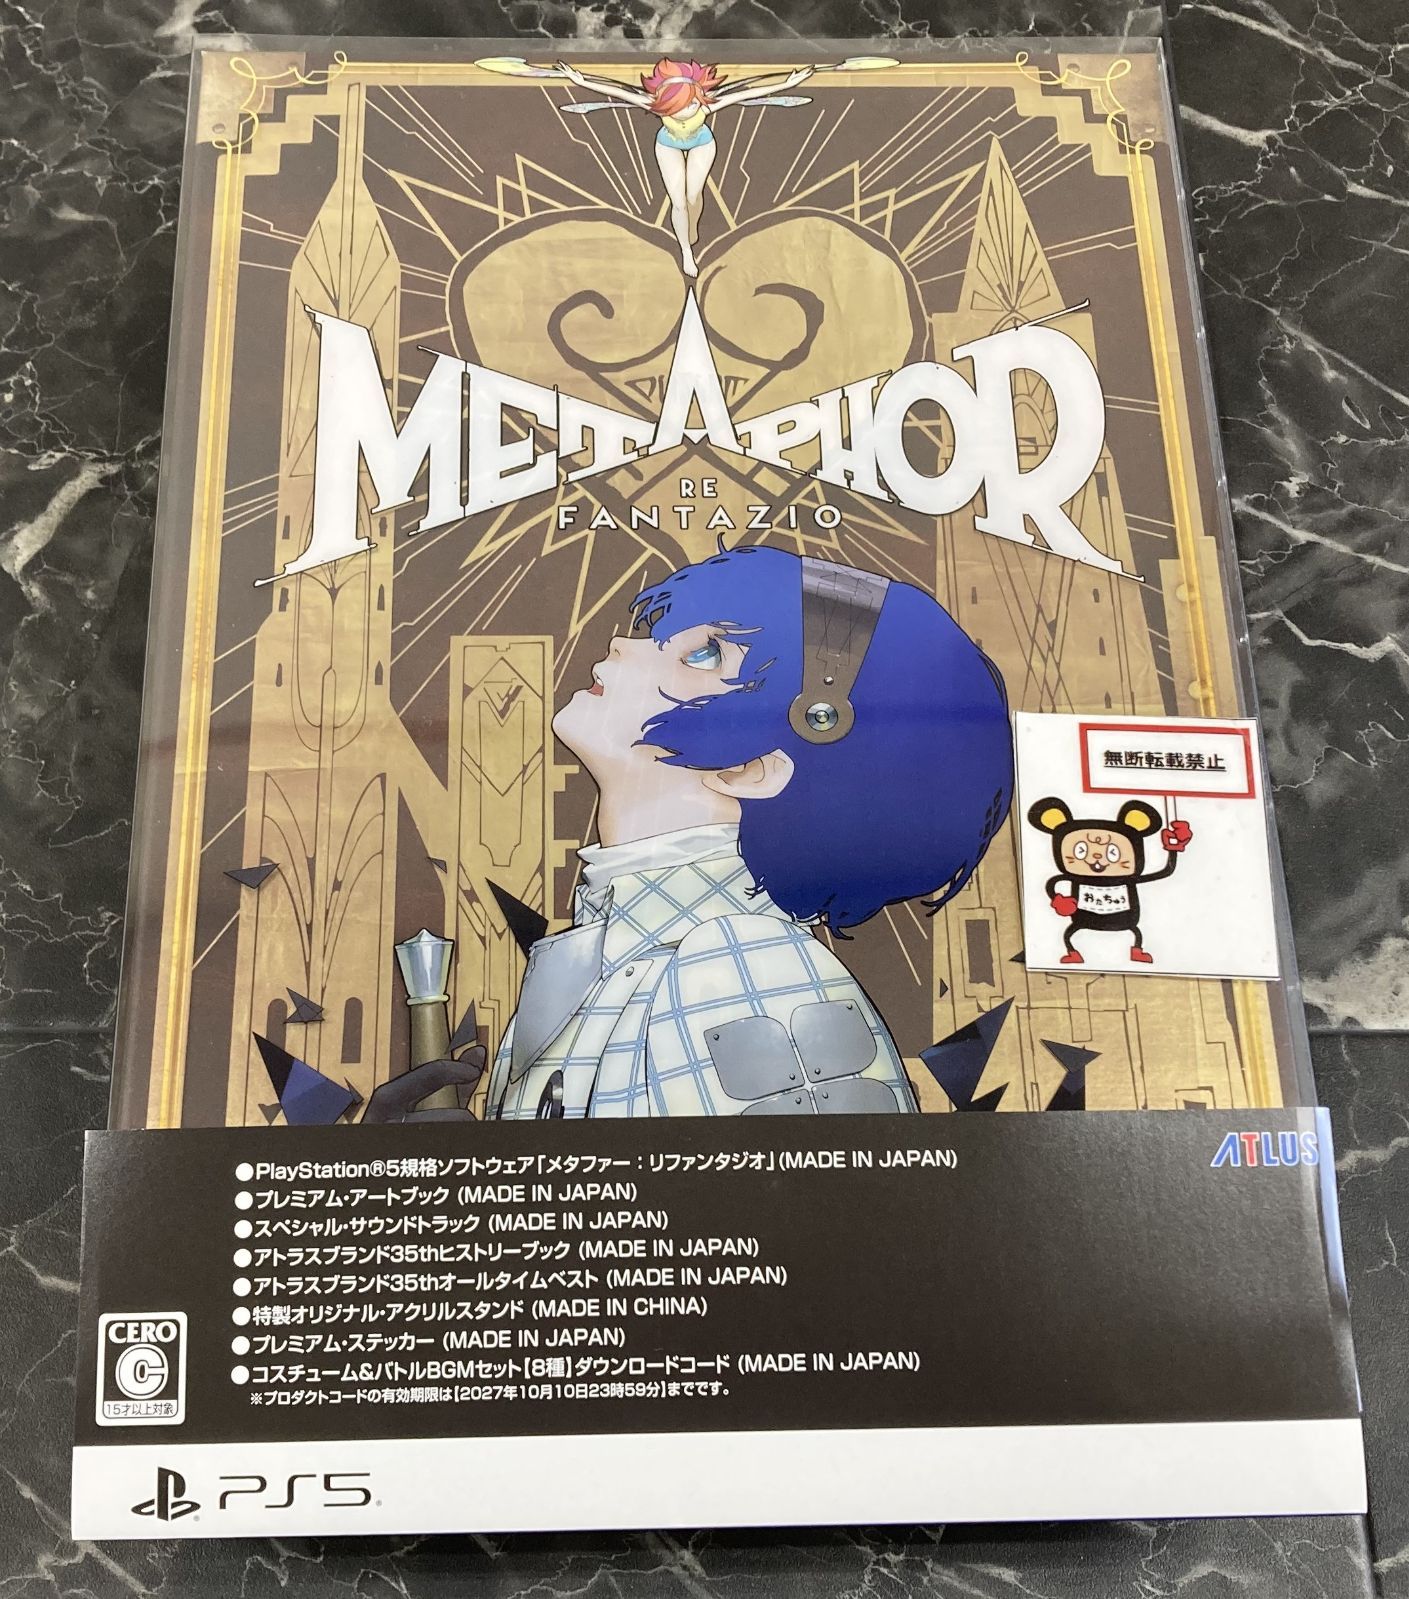 METAPHOR
RE
FANTAZIO
無断転載禁止
おたちゅう
ATLUS
●PlayStation®5規格ソフトウェア「メタファー：リファンタジオ」(MADE IN JAPAN)
●プレミアム・アートブック (MADE IN JAPAN)
●スペシャル・サウンドトラック (MADE IN JAPAN)
●アトラスブランド35thヒストリーブック (MADE IN JAPAN)
●アトラスブランド35thオールタイムベスト (MADE IN JAPAN)
●特製オリジナル・アクリルスタンド (MADE IN CHINA)
●プレミアム・ステッカー (MADE IN JAPAN)
●コスチューム&バトルBGMセット【8種】ダウンロードコード (MADE IN JAPAN)
※プロダクトコードの有効期限は【2027年10月10日23時59分】までです。
CERO
C
15才以上対象
PS5®